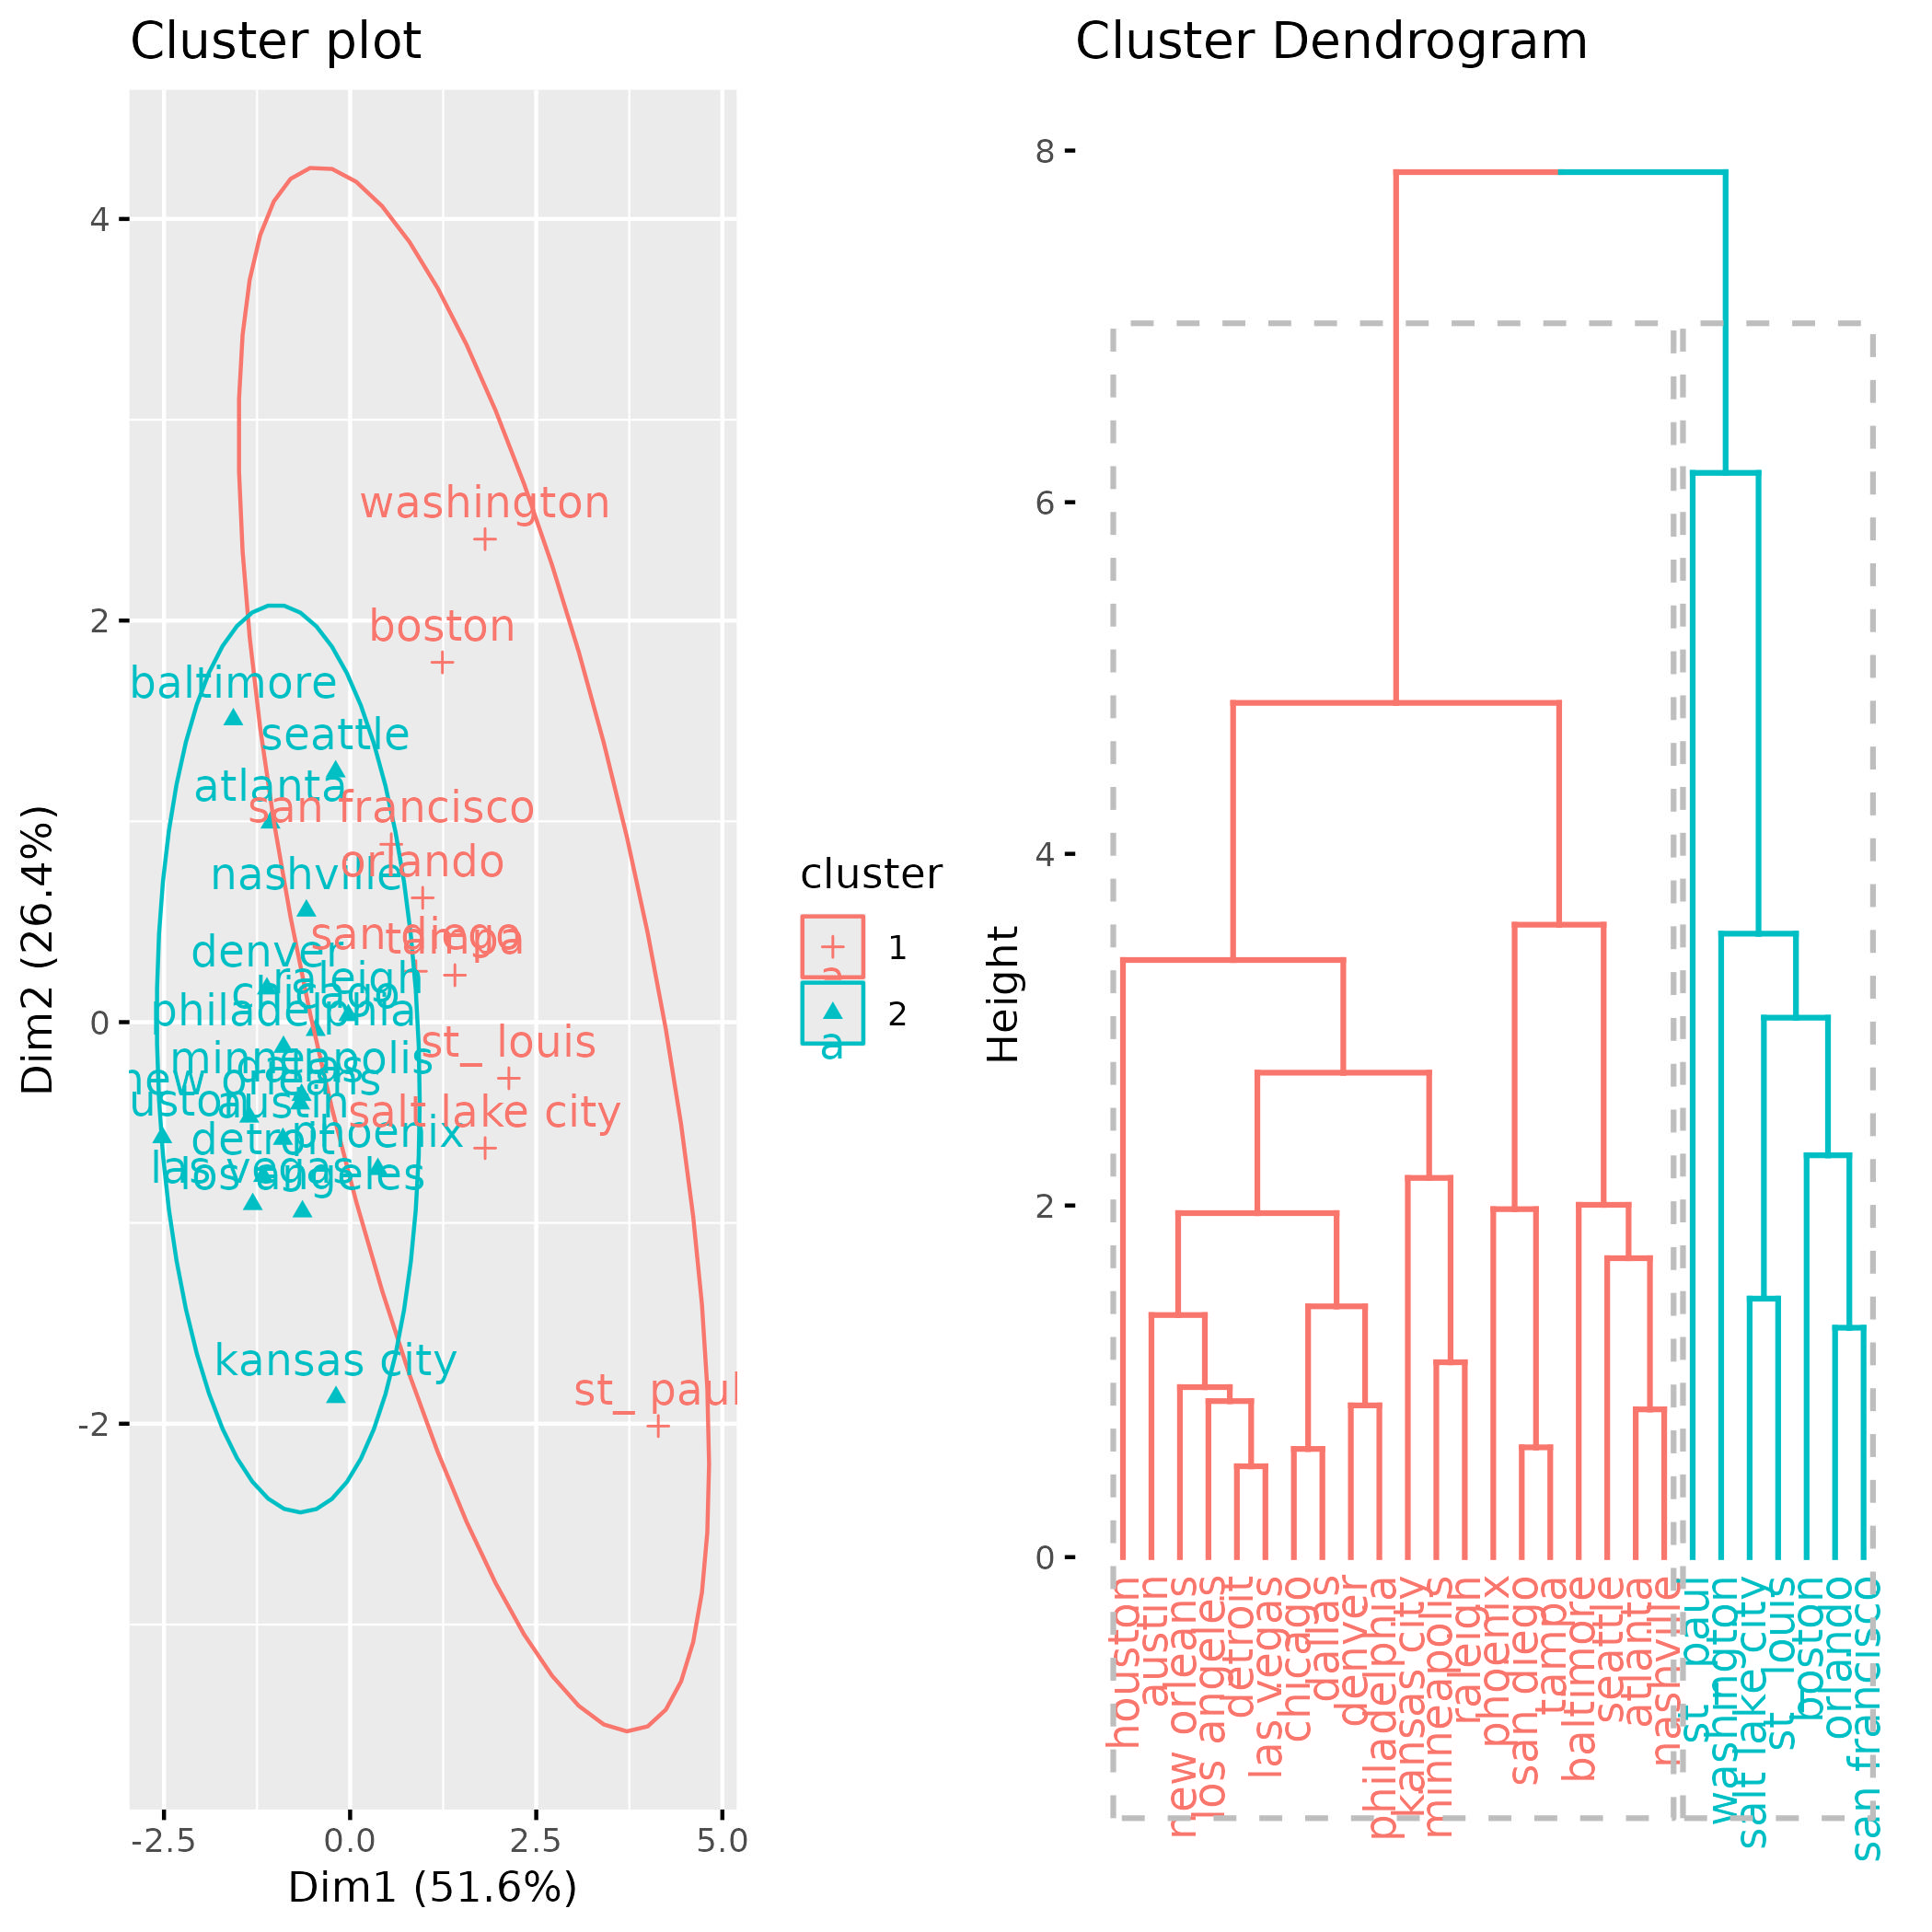 Cluster plot
4
2
0
-2
Dim2 (26.4%)
washington
boston
baltimore
seattle
atlanta
san francisco
orlando
nashville
san diego
tampa
denver
raleigh
chicago
philadelphia
st_ louis
minneapolis
dallas
new orleans
uston
austin
salt lake city
phoenix
detroit
las vegas
los angeles
kansas city
st_ paul
-2.5
0.0
2.5
5.0
Dim1 (51.6%)
cluster
a
1
a
2
Cluster Dendrogram
8
6
4
2
0
Height
houston
austin
new orleans
los angeles
detroit
las vegas
chicago
dallas
denver
philadelphia
kansas city
minneapolis
raleigh
phoenix
san diego
tampa
baltimore
seattle
atlanta
nashville
st_ paul
washington
salt lake city
st_ louis
boston
orlando
san francisco